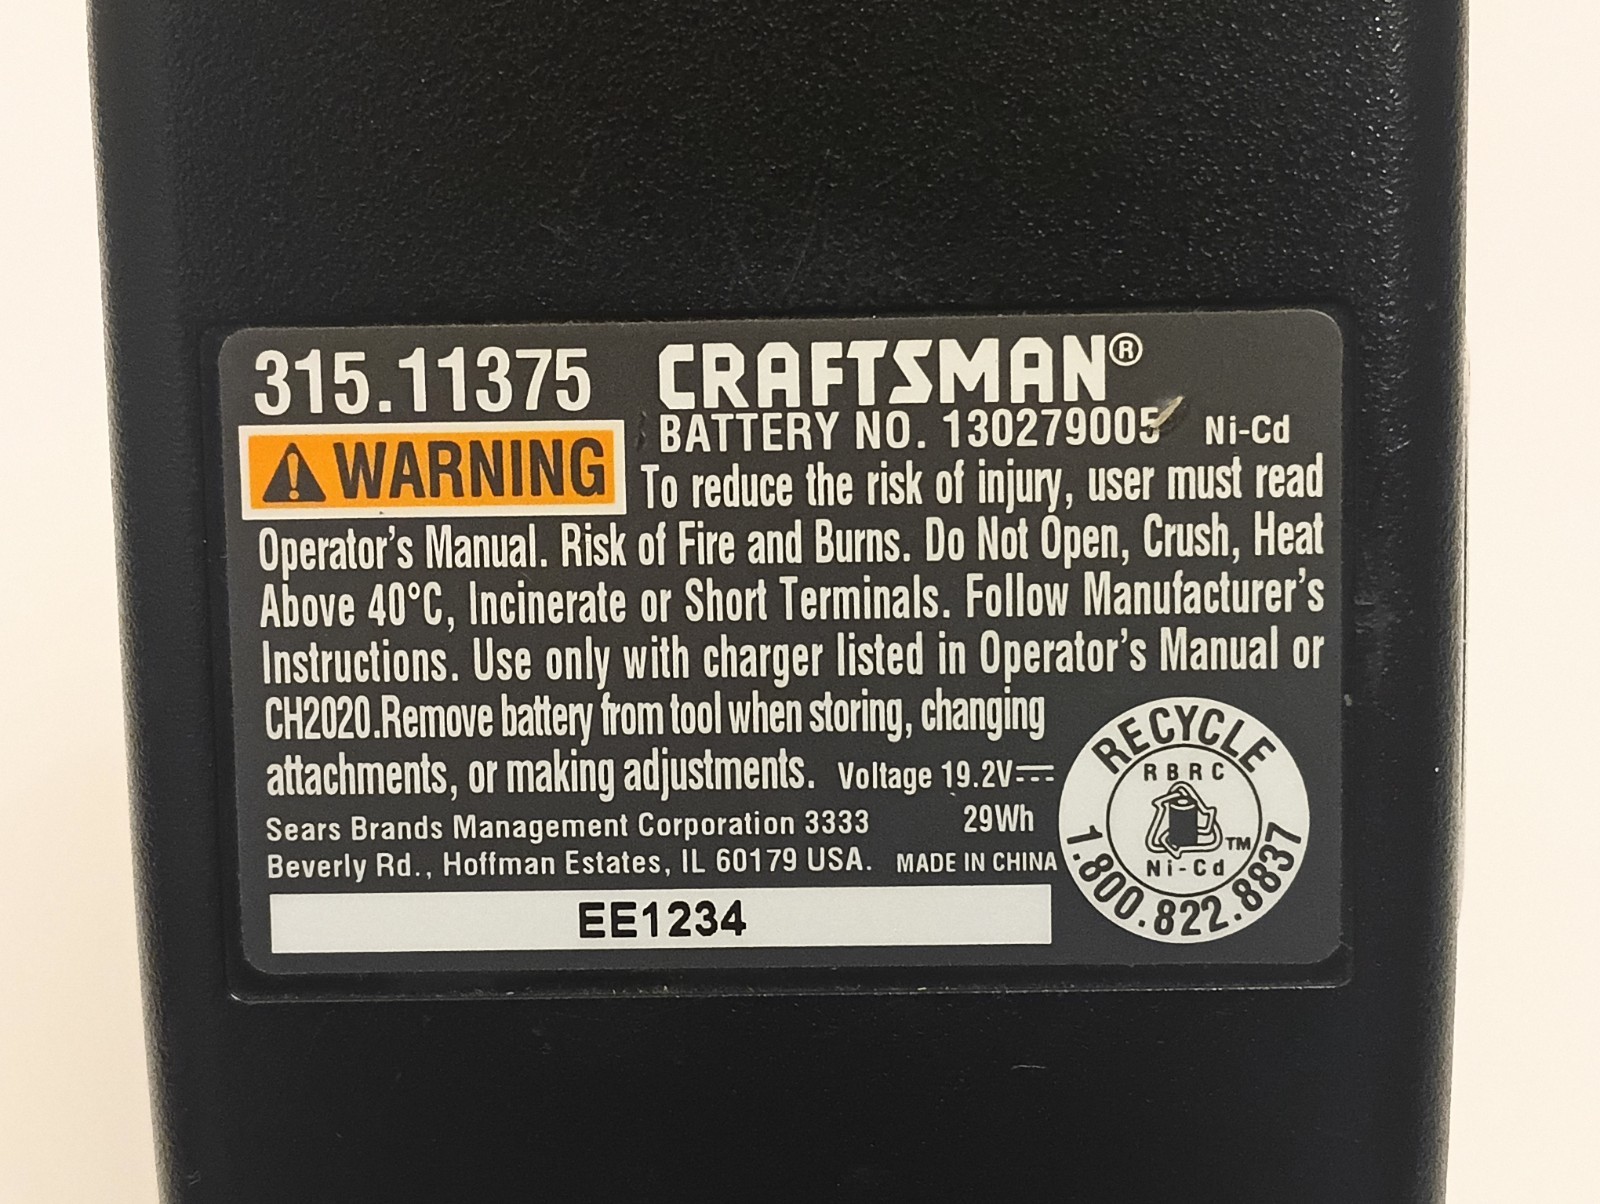 315.11375 CRAFTSMAN®
BATTERY NO. 130279005 Ni-Cd
WARNING To reduce the risk of injury, user must read
Operator's Manual. Risk of Fire and Burns. Do Not Open, Crush, Heat
Above 40°C, Incinerate or Short Terminals. Follow Manufacturer's
Instructions. Use only with charger listed in Operator's Manual or
CH2020.Remove battery from tool when storing, changing
attachments, or making adjustments. Voltage 19.2V⎓
Sears Brands Management Corporation 3333 29Wh
Beverly Rd., Hoffman Estates, IL 60179 USA. MADE IN CHINA
EE1234
RECYCLE
RBRC
TM
Ni-Cd
1.800.822.8837